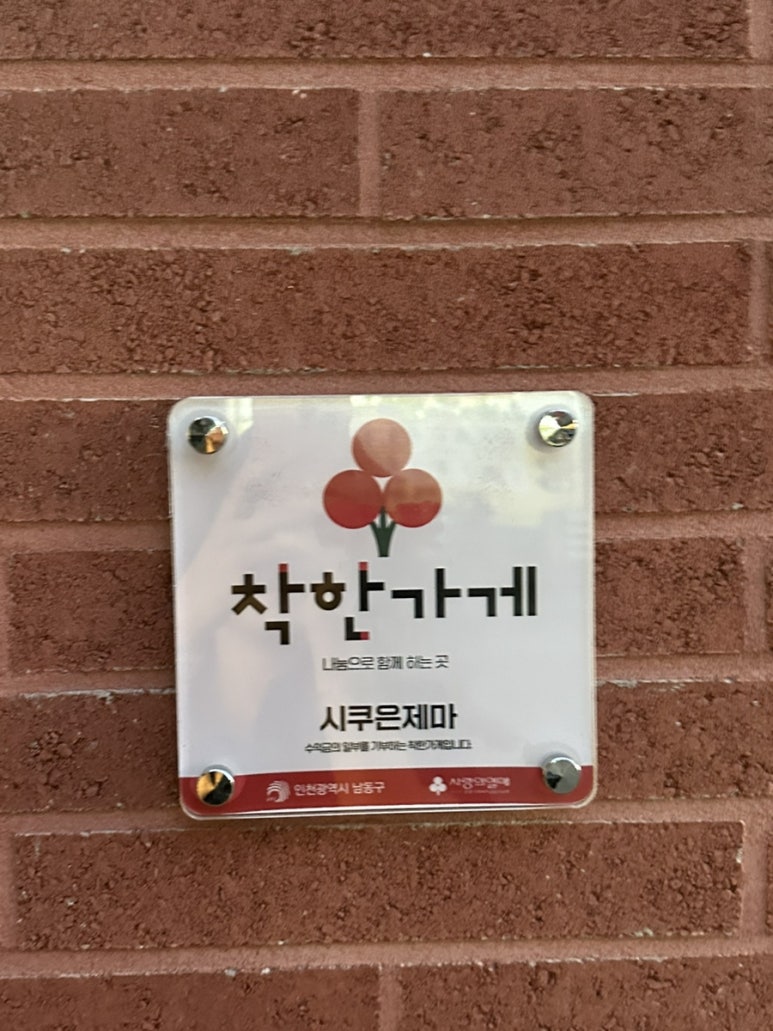 착한가게
나눔으로 함께 하는 곳
시쿠은제마
수익금의 일부를 기부하는 착한가게입니다.
인천광역시 남동구
사랑의열매